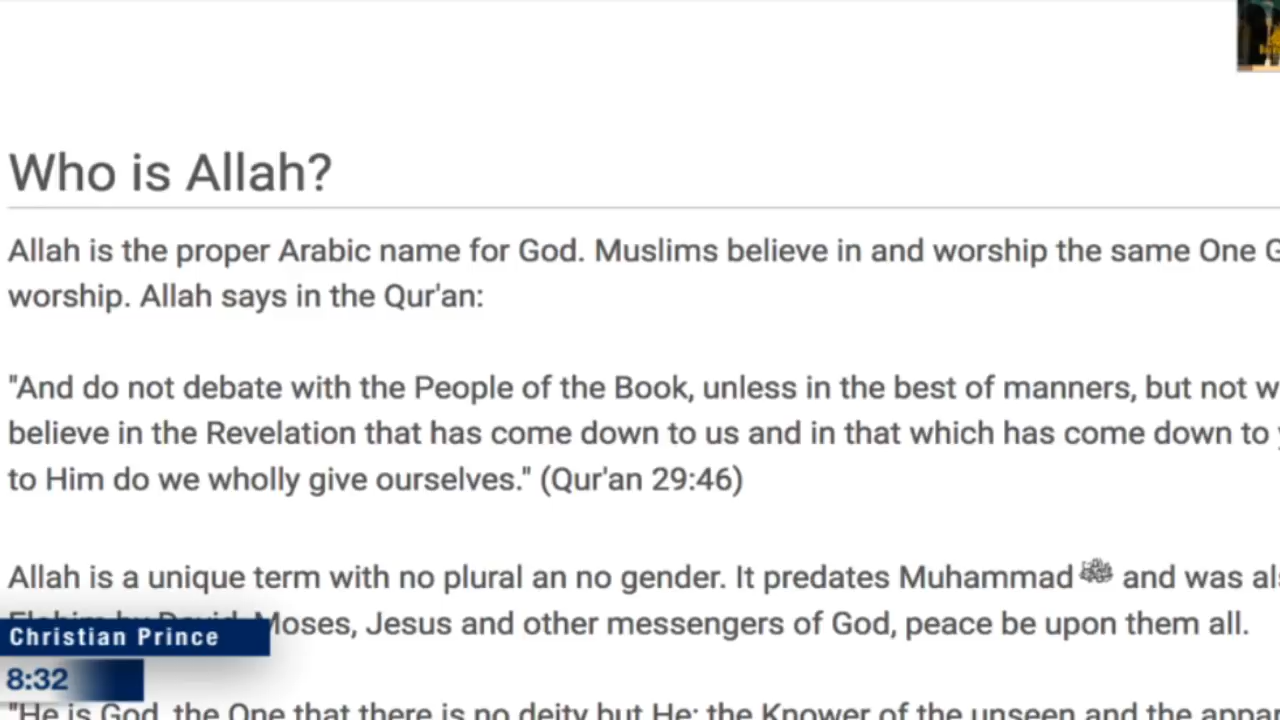 Who is Allah?
Allah is the proper Arabic name for God. Muslims believe in and worship the same One G
worship. Allah says in the Qur'an:
"And do not debate with the People of the Book, unless in the best of manners, but not w
believe in the Revelation that has come down to us and in that which has come down to
to Him do we wholly give ourselves." (Qur'an 29:46)
Allah is a unique term with no plural an no gender. It predates Muhammad ﷺ and was als
Moses, Jesus and other messengers of God, peace be upon them all.
Christian Prince
8:32
"He is God, the One that there is no deity but He; the Knower of the unseen and the appar